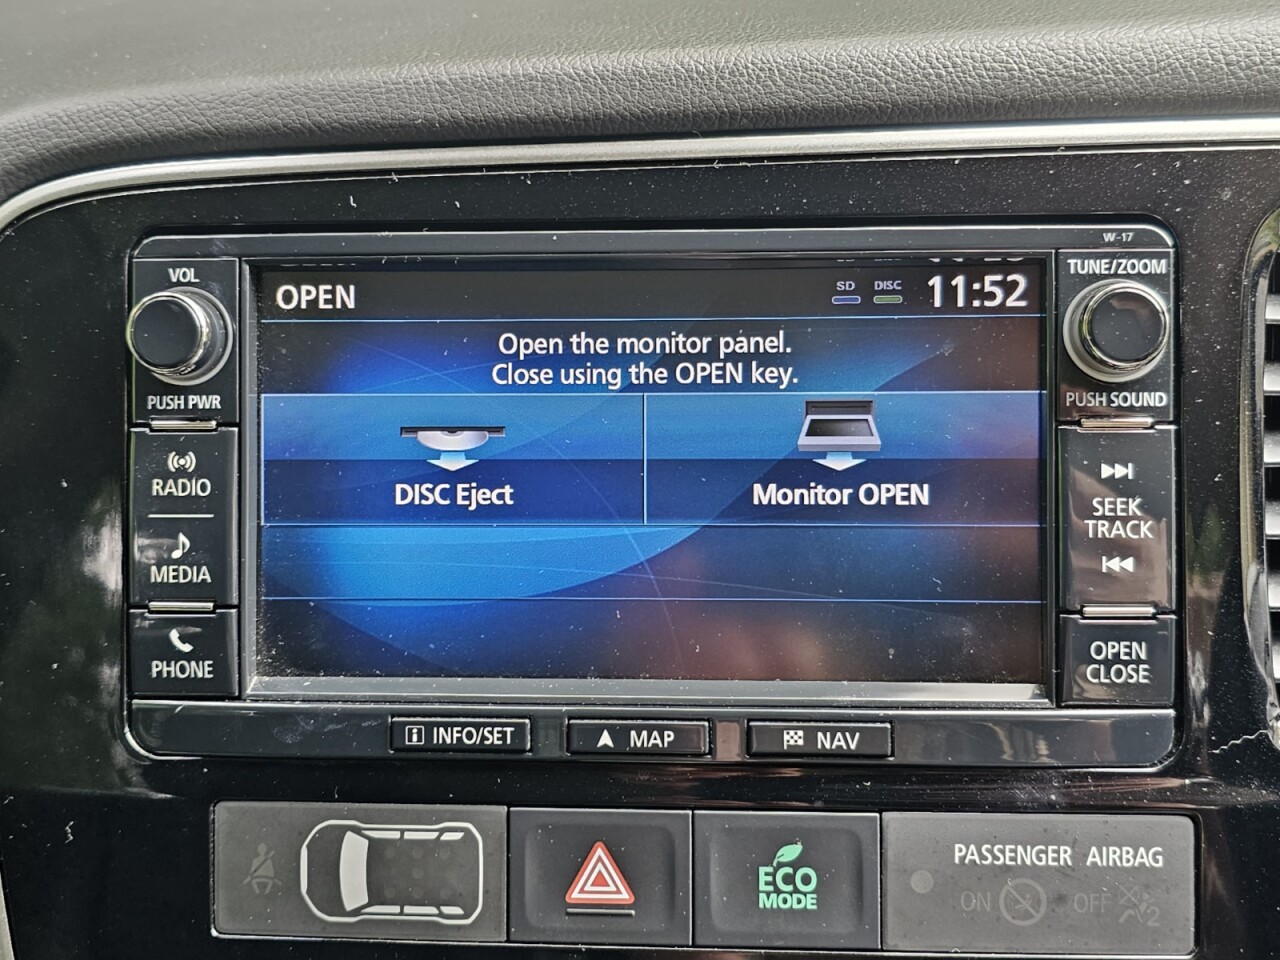 W-17
VOL
TUNE/ZOOM
OPEN
SD
DISC
11:52
Open the monitor panel.
Close using the OPEN key.
PUSH PWR
PUSH SOUND
RADIO
DISC Eject
Monitor OPEN
SEEK
TRACK
MEDIA
PHONE
OPEN
CLOSE
INFO/SET
MAP
NAV
PASSENGER AIRBAG
ECO
MODE
ON
OFF
2